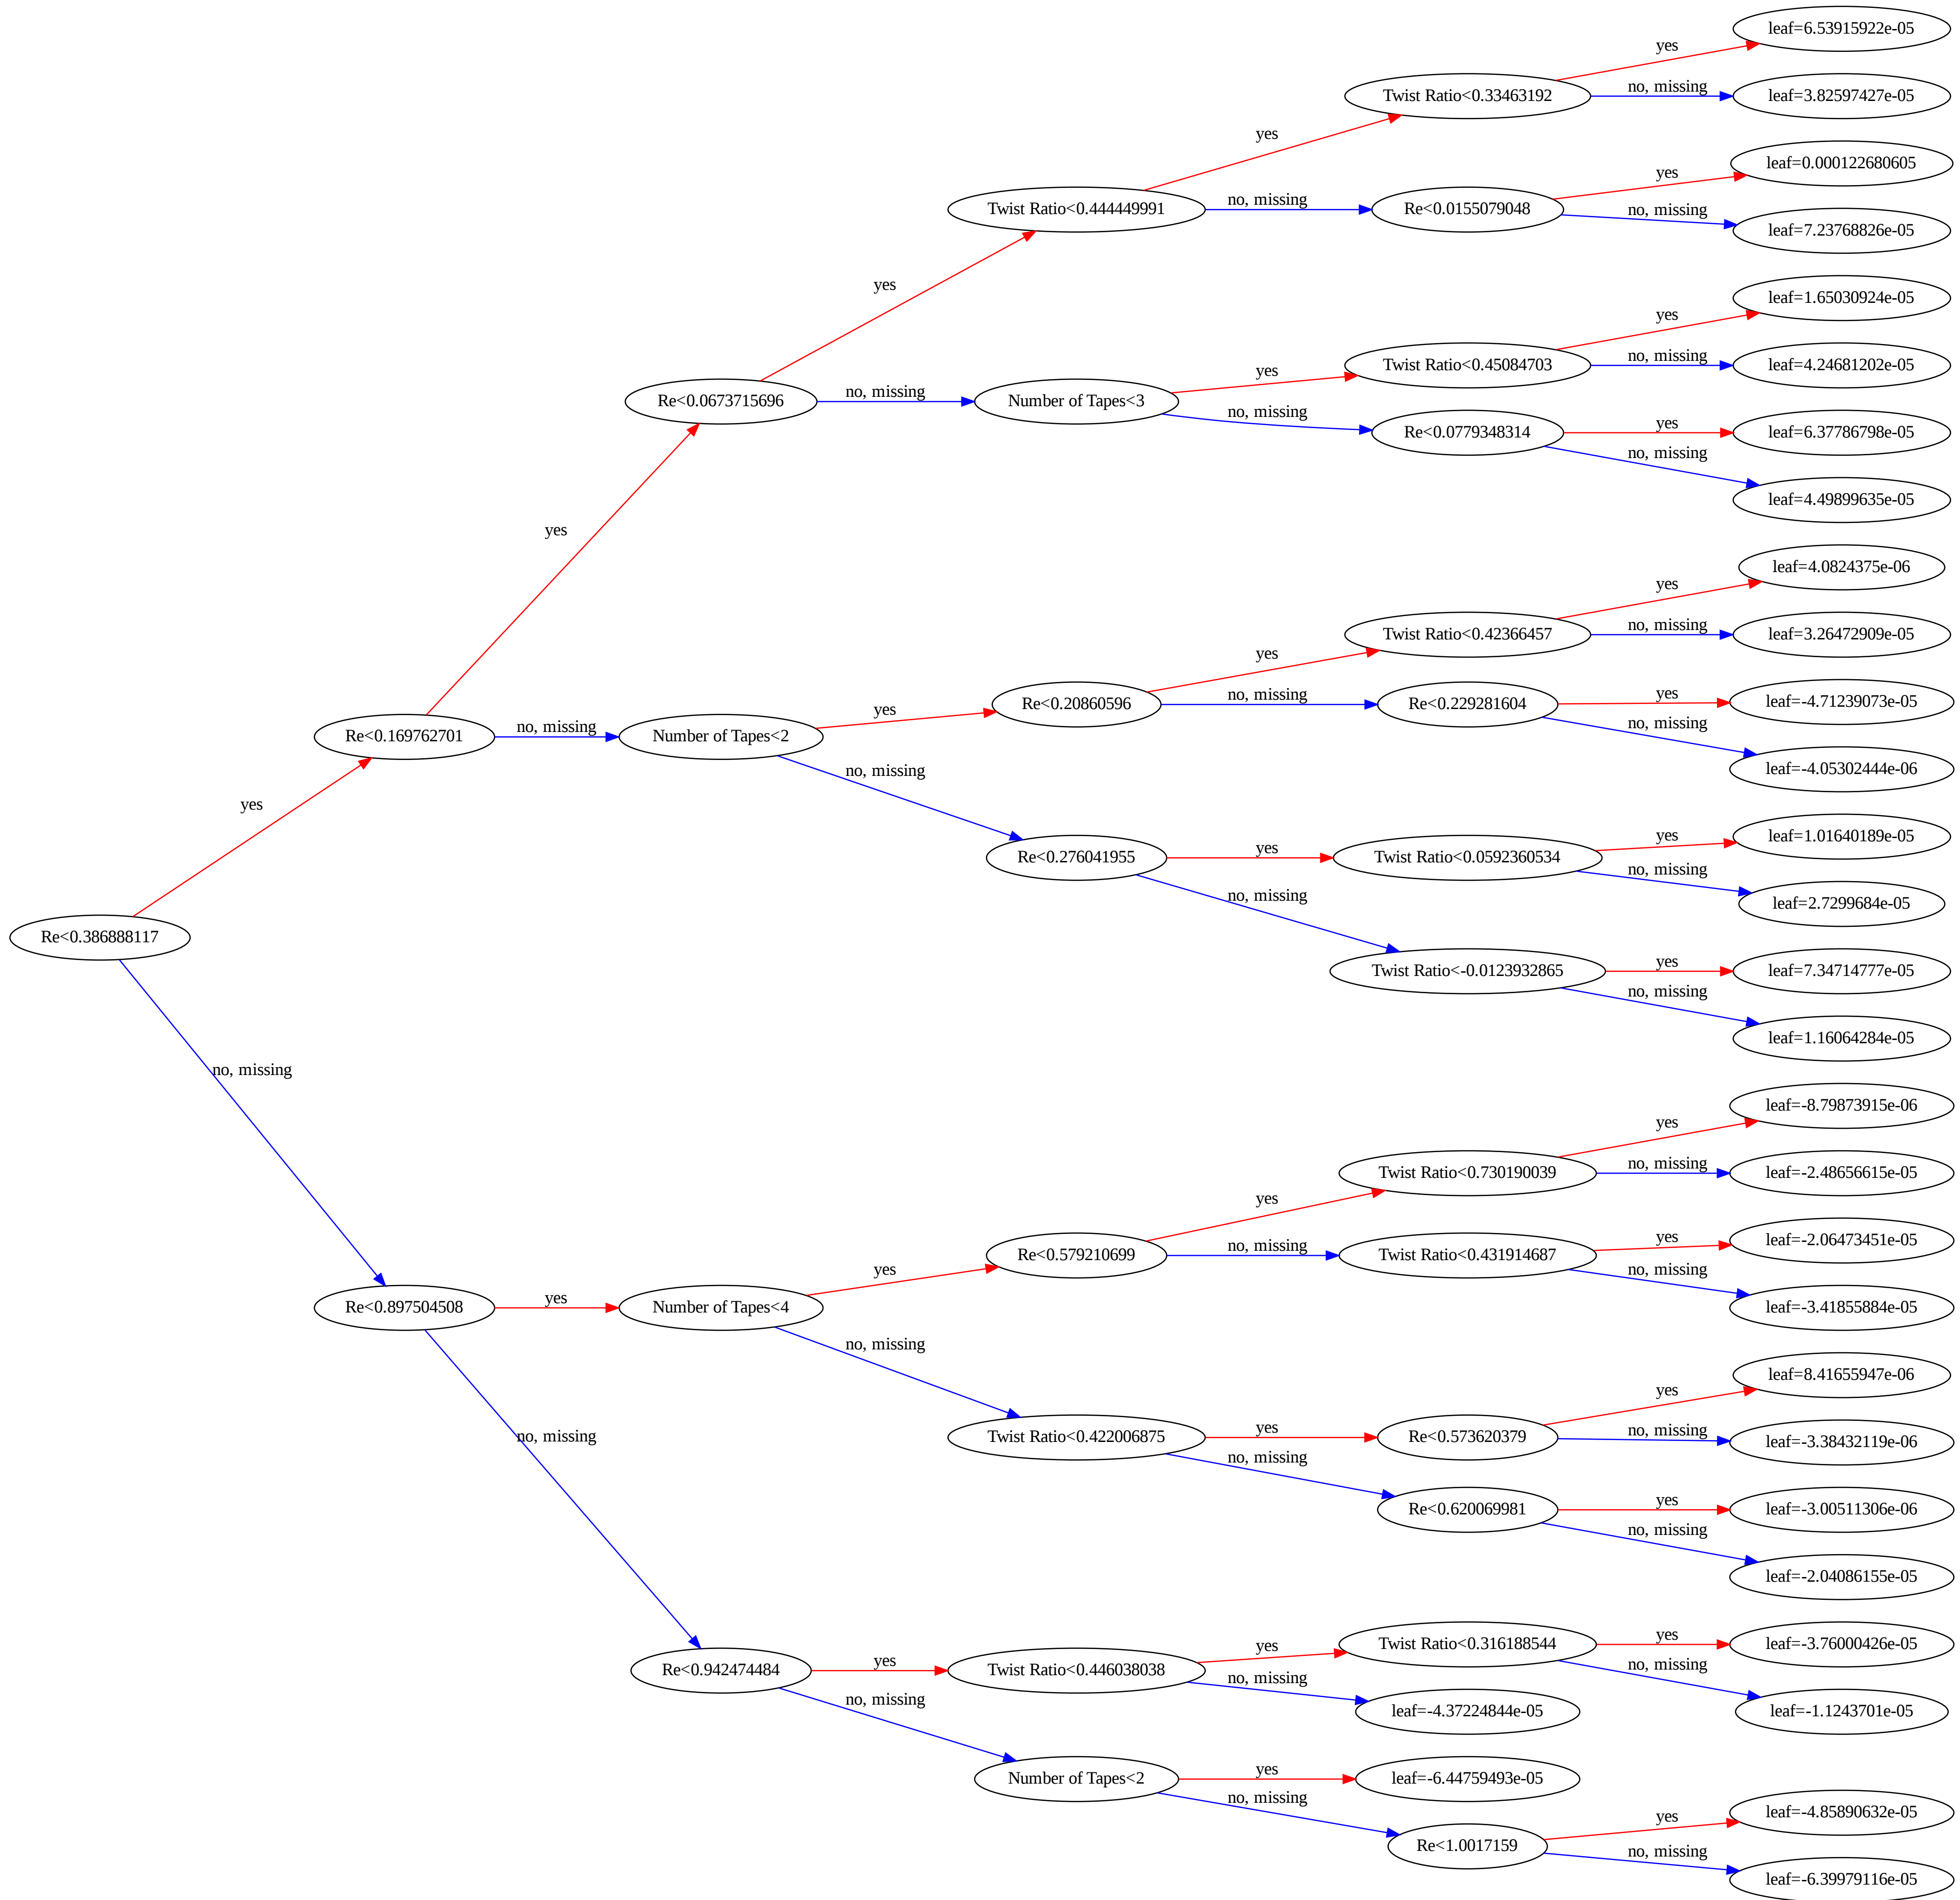 leaf=6.53915922e-05
yes
Twist Ratio<0.33463192
no, missing
leaf=3.82597427e-05
yes
leaf=0.000122680605
yes
Twist Ratio<0.444449991
no, missing
Re<0.0155079048
no, missing
leaf=7.23768826e-05
yes
leaf=1.65030924e-05
yes
Twist Ratio<0.45084703
no, missing
leaf=4.24681202e-05
yes
Re<0.0673715696
no, missing
Number of Tapes<3
no, missing
Re<0.0779348314
yes
leaf=6.37786798e-05
no, missing
leaf=4.49899635e-05
yes
leaf=4.0824375e-06
yes
Twist Ratio<0.42366457
no, missing
leaf=3.26472909e-05
yes
Re<0.20860596
no, missing
Re<0.229281604
yes
leaf=-4.71239073e-05
yes
Re<0.169762701
no, missing
Number of Tapes<2
no, missing
leaf=-4.05302444e-06
no, missing
yes
Re<0.276041955
yes
Twist Ratio<0.0592360534
yes
leaf=1.01640189e-05
no, missing
leaf=2.7299684e-05
no, missing
Re<0.386888117
Twist Ratio<-0.0123932865
yes
leaf=7.34714777e-05
no, missing
leaf=1.16064284e-05
no, missing
leaf=-8.79873915e-06
yes
Twist Ratio<0.730190039
no, missing
leaf=-2.48656615e-05
yes
Re<0.579210699
no, missing
Twist Ratio<0.431914687
yes
leaf=-2.06473451e-05
no, missing
yes
Re<0.897504508
yes
Number of Tapes<4
leaf=-3.41855884e-05
no, missing
leaf=8.41655947e-06
yes
Twist Ratio<0.422006875
yes
Re<0.573620379
no, missing
leaf=-3.38432119e-06
no, missing
no, missing
Re<0.620069981
yes
leaf=-3.00511306e-06
no, missing
leaf=-2.04086155e-05
Re<0.942474484
yes
Twist Ratio<0.446038038
yes
Twist Ratio<0.316188544
yes
leaf=-3.76000426e-05
no, missing
no, missing
leaf=-4.37224844e-05
no, missing
leaf=-1.1243701e-05
Number of Tapes<2
yes
leaf=-6.44759493e-05
no, missing
Re<1.0017159
yes
leaf=-4.85890632e-05
no, missing
leaf=-6.39979116e-05